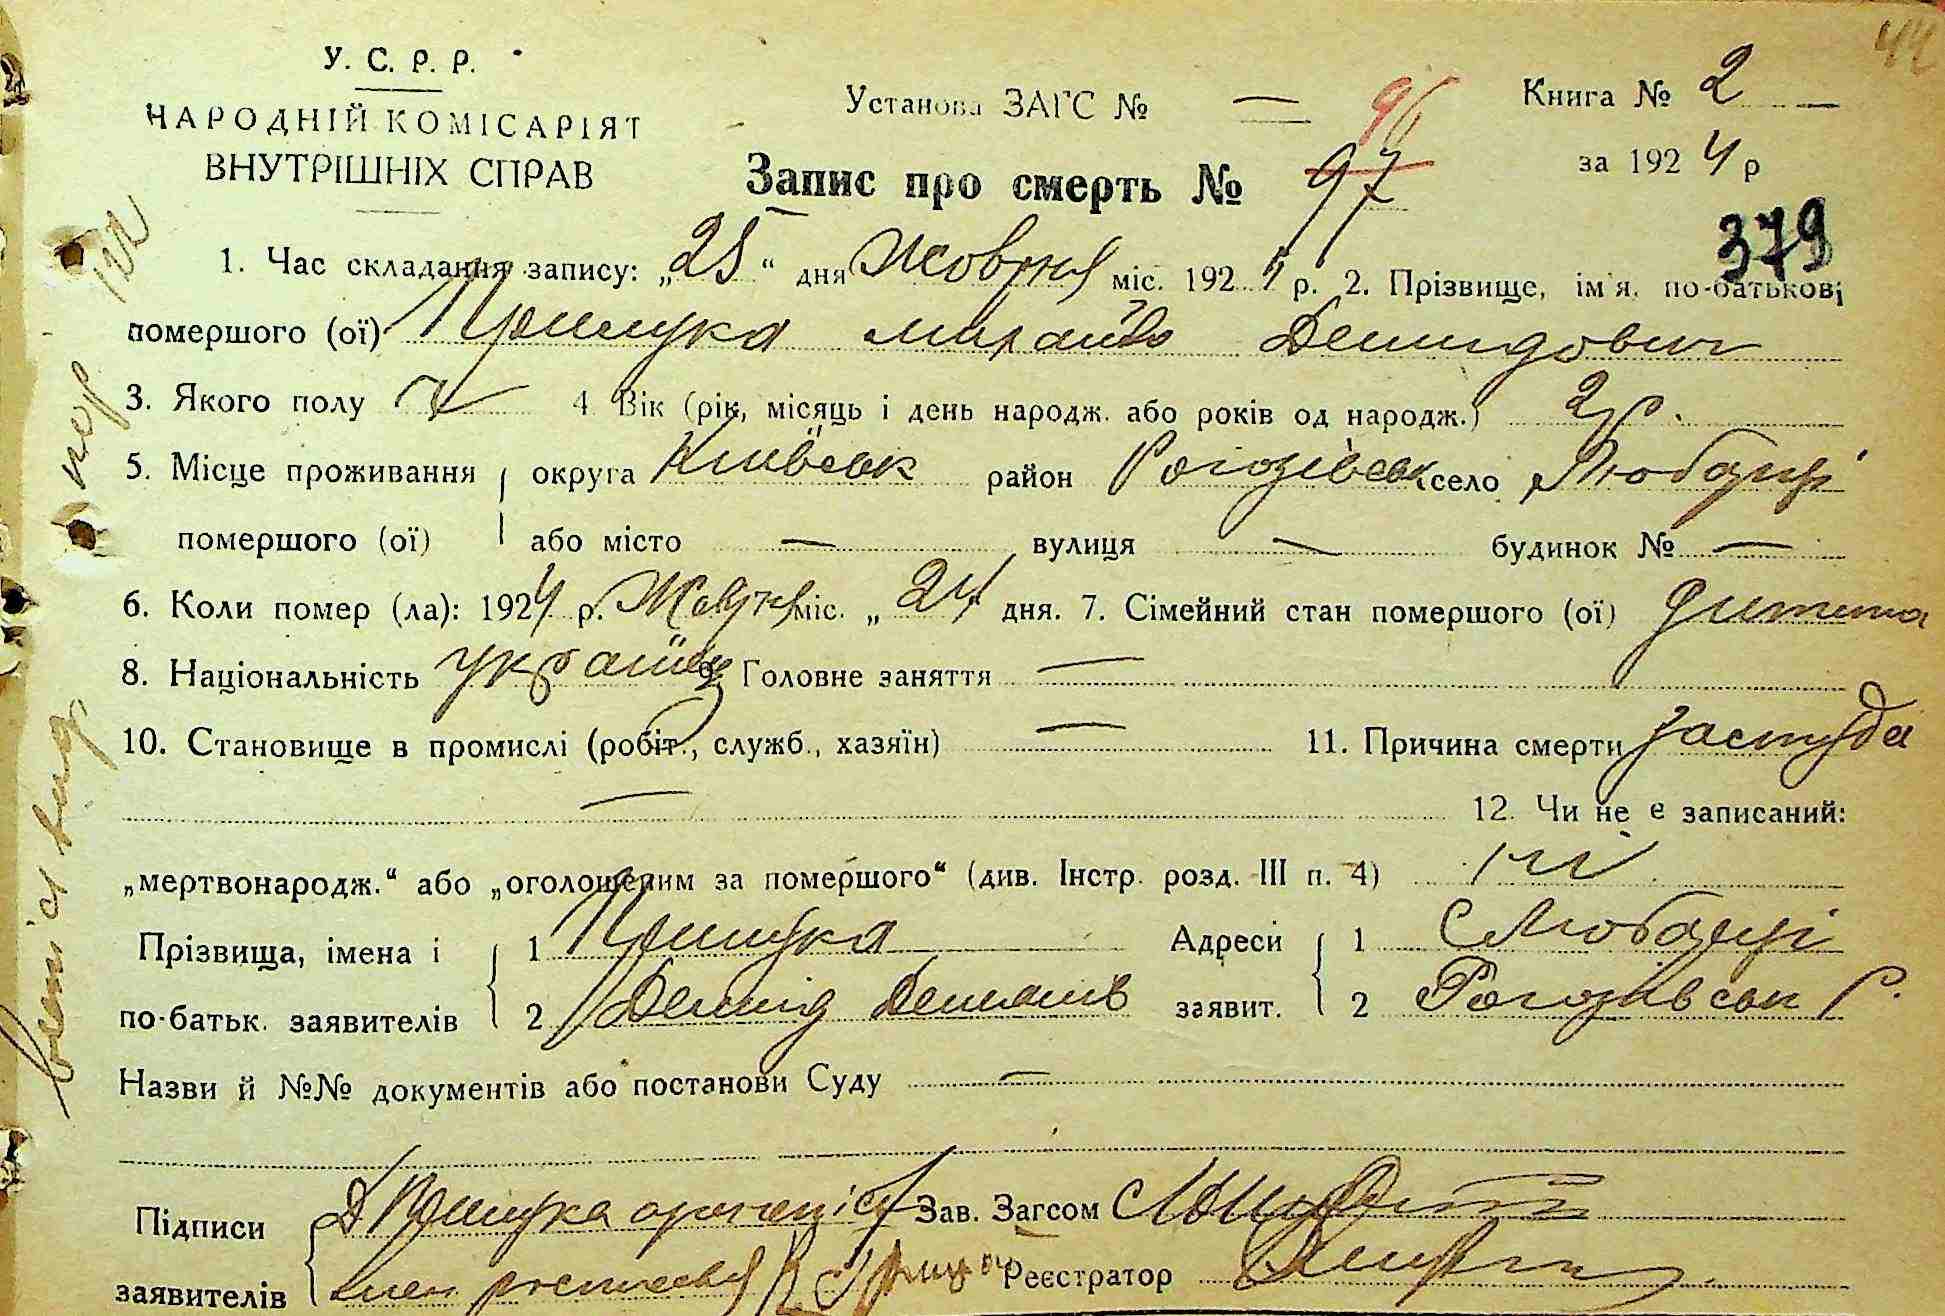 44
У. С. Р. Р.
НАРОДНІЙ КОМІСАРІЯТ
ВНУТРІШНІХ СПРАВ
Установа ЗАГС № —
Книга № 2 —
за 1924 р
96
Запис про смерть № 97
379
1. Час складання запису: „25" дня Жовтня міс. 1924 р. 2. Прізвище, ім'я, по-батькові
помершого (ої) Демидович
3. Якого полу Ч 4 Вік (рік, місяць і день народж. або років од народж.) 2 р.
5. Місце проживання округа Київськ район Рогозівськ село Любарці
помершого (ої) або місто — вулиця — будинок № —
6. Коли помер (ла): 1924 р. Жовтня міс. „ 24 дня. 7. Сімейний стан помершого (ої) дитина
8. Національність україн 9. Головне заняття —
10. Становище в промислі (робіт., служб., хазяїн) — 11. Причина смерти застуда
— 12. Чи не є записаний:
„мертвонародж." або „оголошеним за помершого" (див. Інстр. розд. III п. 4) ні
Прізвища, імена і 1 Адреси 1 С Любарці
по-батьк. заявителів 2 Демид заявит. 2 Рогозівськ Р.
Назви й №№ документів або постанови Суду —
Підписи Зав. Загсом
заявителів Реєстратор